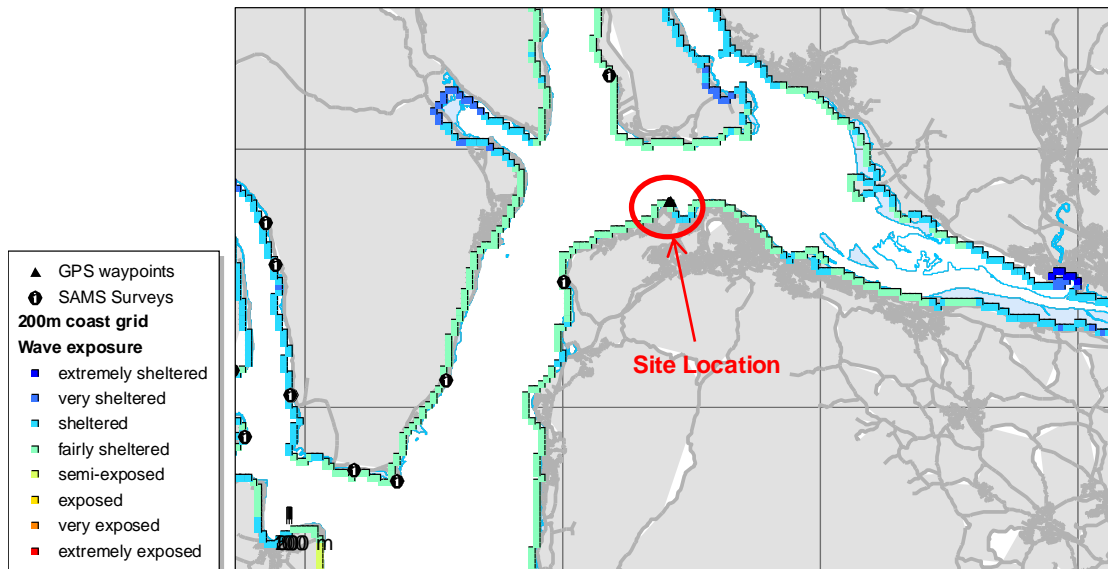 GPS waypoints
SAMS Surveys
200m coast grid
Wave exposure
extremely sheltered
very sheltered
sheltered
fairly sheltered
semi-exposed
exposed
very exposed
extremely exposed
Site Location
m